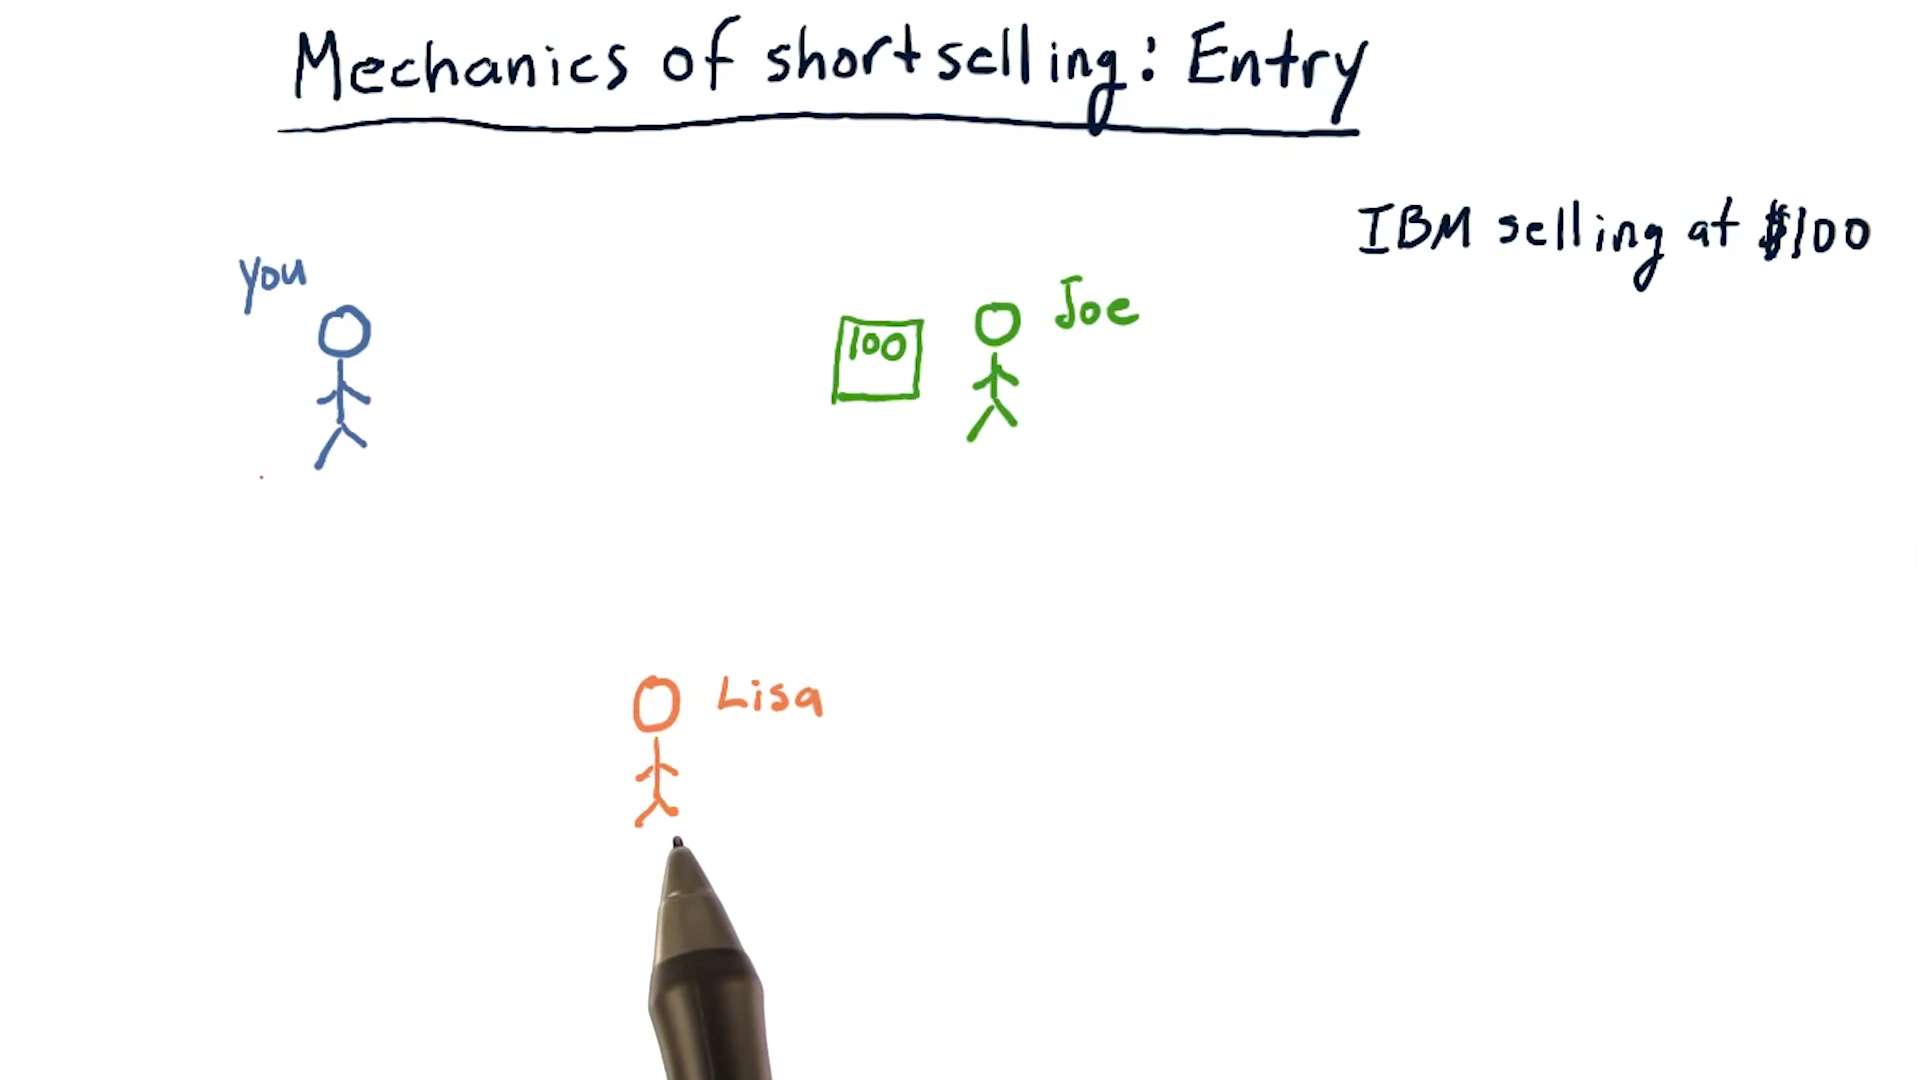 Mechanics of short selling: Entry
IBM selling at $100
you
Joe
100
Lisa